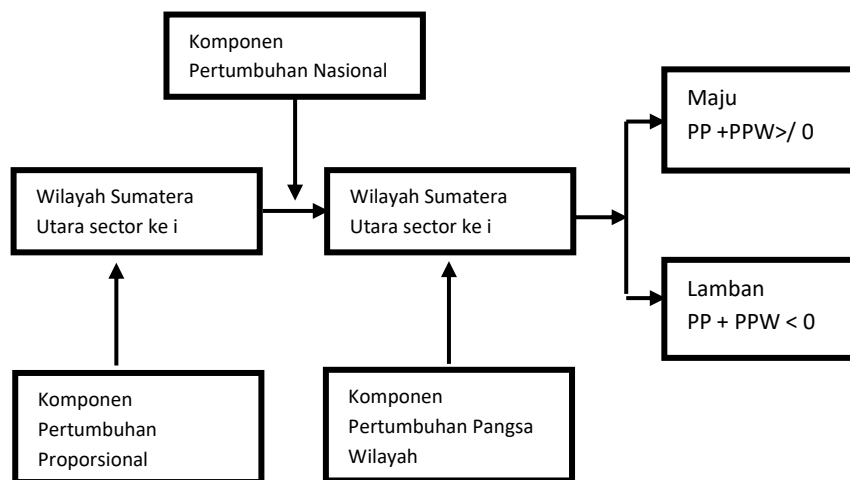 Komponen
Pertumbuhan Nasional
Maju
PP +PPW>/ 0
Wilayah Sumatera
Utara sector ke i
Wilayah Sumatera
Utara sector ke i
Lamban
PP + PPW < 0
Komponen
Pertumbuhan
Proporsional
Komponen
Pertumbuhan Pangsa
Wilayah